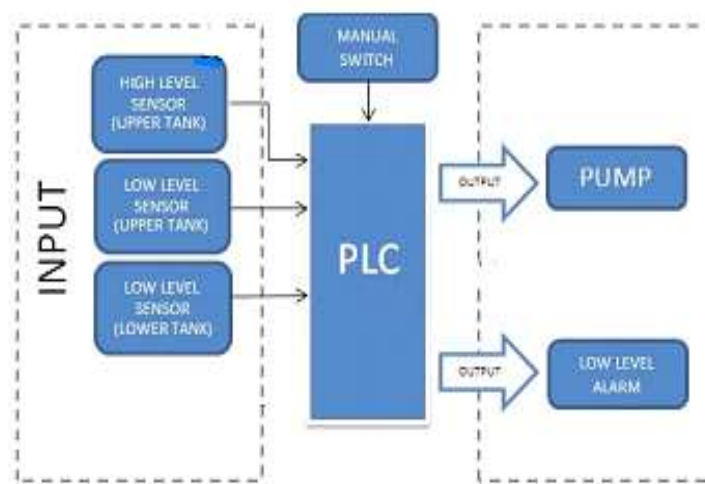 MANUAL
SWITCH
INPUT
HIGH LEVEL
SENSOR
(UPPER TANK)
LOW LEVEL
SENSOR
(UPPER TANK)
LOW LEVEL
SENSOR
(LOWER TANK)
PLC
OUTPUT
PUMP
OUTPUT
LOW LEVEL
ALARM